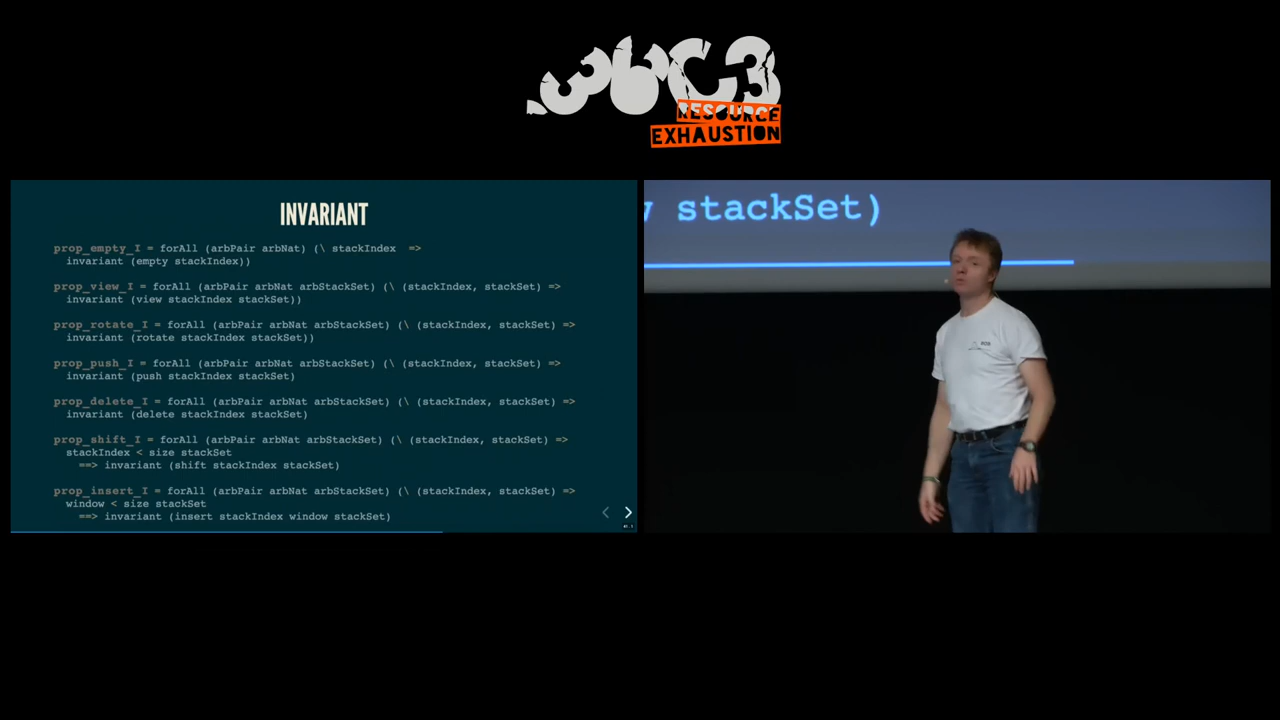 36C3
RESOURCE
EXHAUSTION
INVARIANT
prop_empty_I = forAll (arbPair arbNat) (\ stackIndex  =>
invariant (empty stackIndex))
prop_view_I = forAll (arbPair arbNat arbStackSet) (\ (stackIndex, stackSet) =>
invariant (view stackIndex stackSet))
prop_rotate_I = forAll (arbPair arbNat arbStackSet) (\ (stackIndex, stackSet) =>
invariant (rotate stackIndex stackSet))
prop_push_I = forAll (arbPair arbNat arbStackSet) (\ (stackIndex, stackSet) =>
invariant (push stackIndex stackSet)
prop_delete_I = forAll (arbPair arbNat arbStackSet) (\ (stackIndex, stackSet) =>
invariant (delete stackIndex stackSet)
prop_shift_I = forAll (arbPair arbNat arbStackSet) (\ (stackIndex, stackSet) =>
stackIndex < size stackSet
==> invariant (shift stackIndex stackSet)
prop_insert_I = forAll (arbPair arbNat arbStackSet) (\ (stackIndex, stackSet) =>
window < size stackSet
==> invariant (insert stackIndex window stackSet)
stackSet)